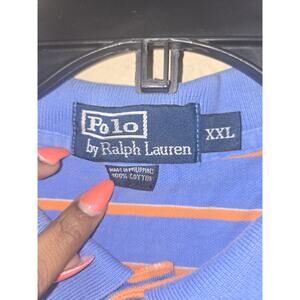 Polo
by Ralph Lauren
XXL
MADE IN PHILIPPINES
100% COTTON